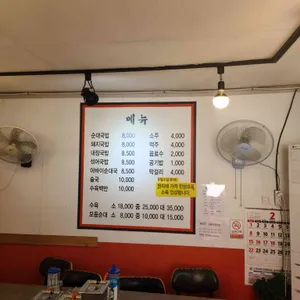 메뉴
순대국밥 8,000 소주 4,000
돼지국밥 8,000 맥주 4,000
내장국밥 8,500 음료수 2,000
섞어국밥 8,500 공기밥 1,000
아바이순대국 8,500 막걸리 4,000
술국 10,000
수육백반 10,000
수육 소 18,000 중 25,000 대 35,000
모듬순대 소 8,000 중 10,000 대 15,000
2